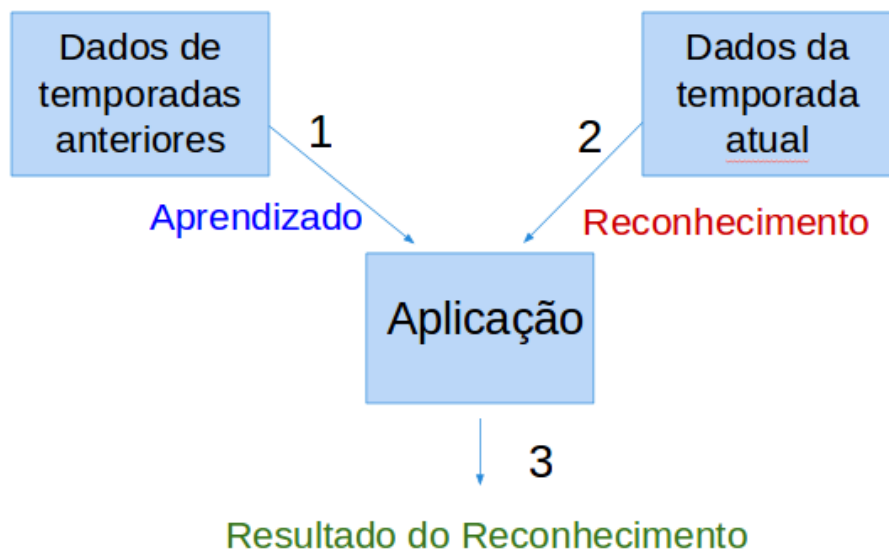 Dados de
temporadas
anteriores
Dados da
temporada
atual
1
2
Aprendizado
Reconhecimento
Aplicação
3
Resultado do Reconhecimento